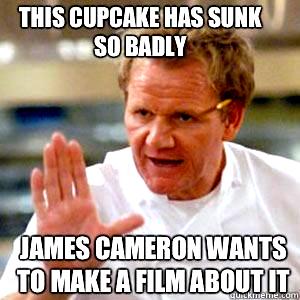 THIS CUPCAKE HAS SUNK
SO BADLY
JAMES CAMERON WANTS
TO MAKE A FILM ABOUT IT
quickmeme.com